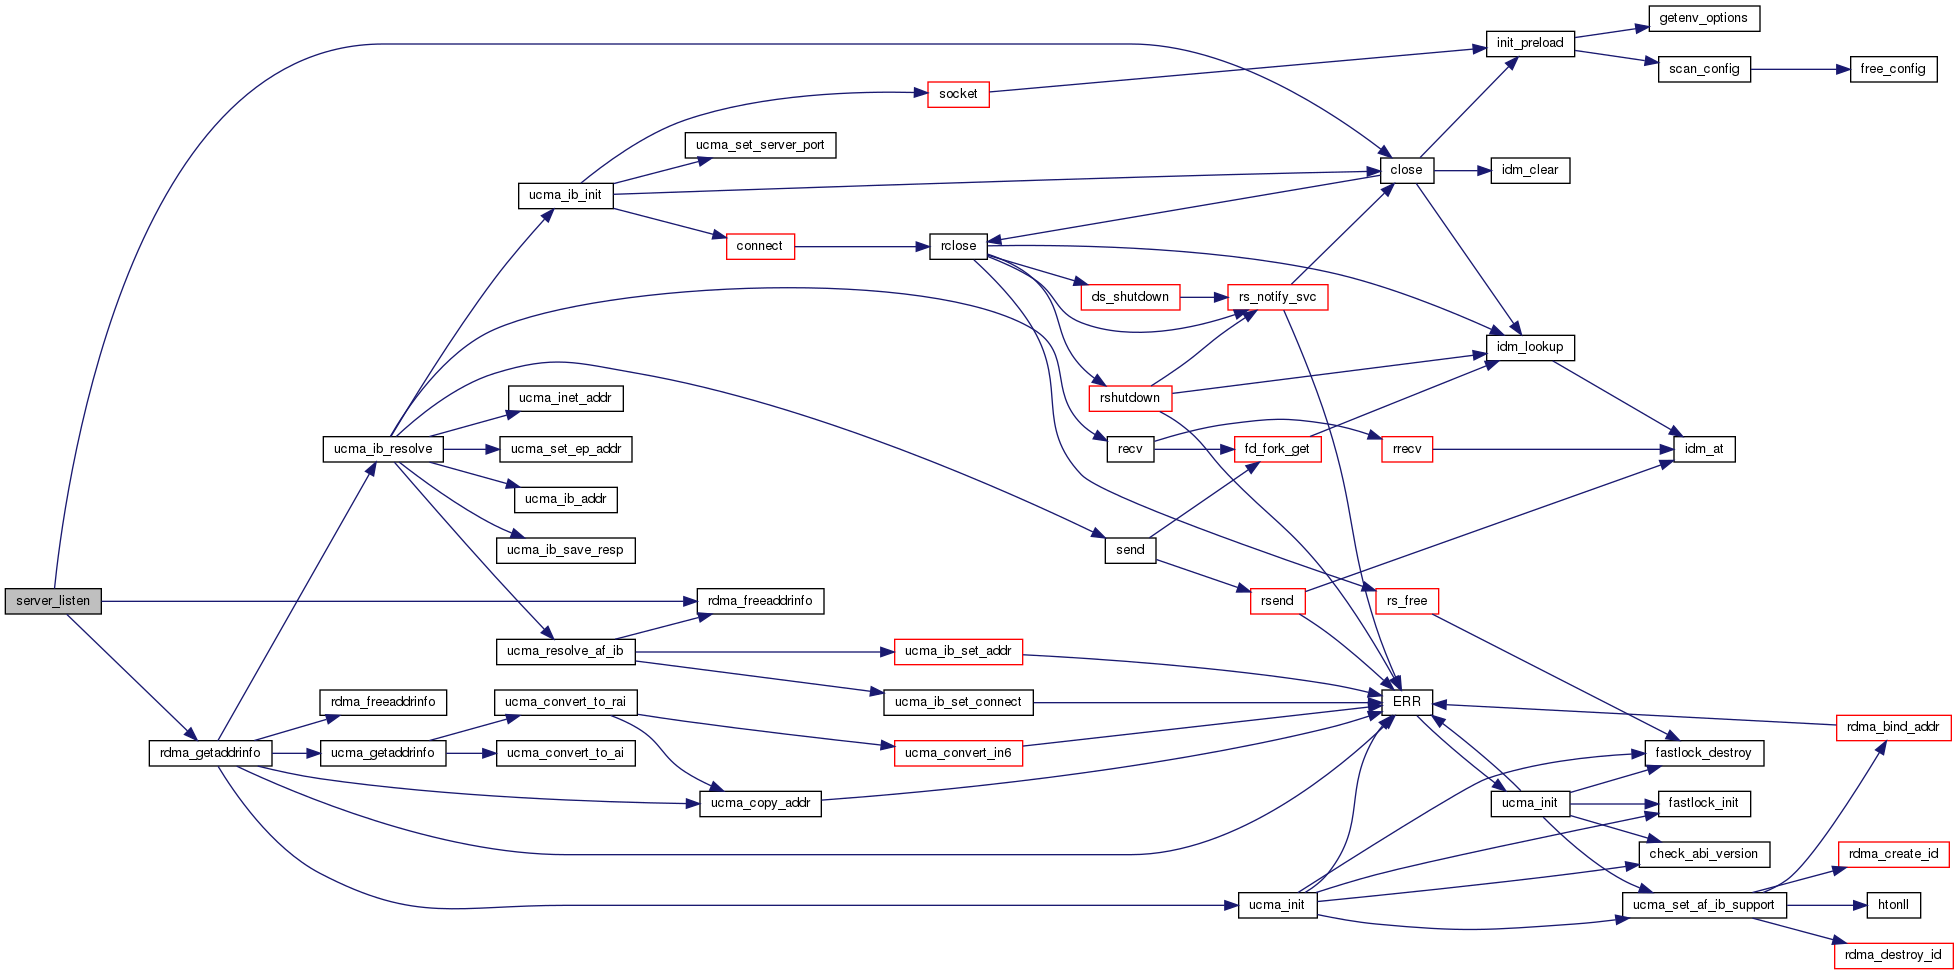 getenv_options
init_preload
scan_config
free_config
socket
ucma_set_server_port
close
idm_clear
ucma_ib_init
connect
rclose
ds_shutdown
rs_notify_svc
idm_lookup
ucma_inet_addr
rshutdown
ucma_ib_resolve
ucma_set_ep_addr
recv
fd_fork_get
rrecv
idm_at
ucma_ib_addr
ucma_ib_save_resp
send
server_listen
rdma_freeaddrinfo
rsend
rs_free
ucma_resolve_af_ib
ucma_ib_set_addr
rdma_freeaddrinfo
ucma_convert_to_rai
ucma_ib_set_connect
ERR
rdma_bind_addr
rdma_getaddrinfo
ucma_getaddrinfo
ucma_convert_to_ai
ucma_convert_in6
fastlock_destroy
ucma_copy_addr
ucma_init
fastlock_init
check_abi_version
rdma_create_id
ucma_init
ucma_set_af_ib_support
htonll
rdma_destroy_id